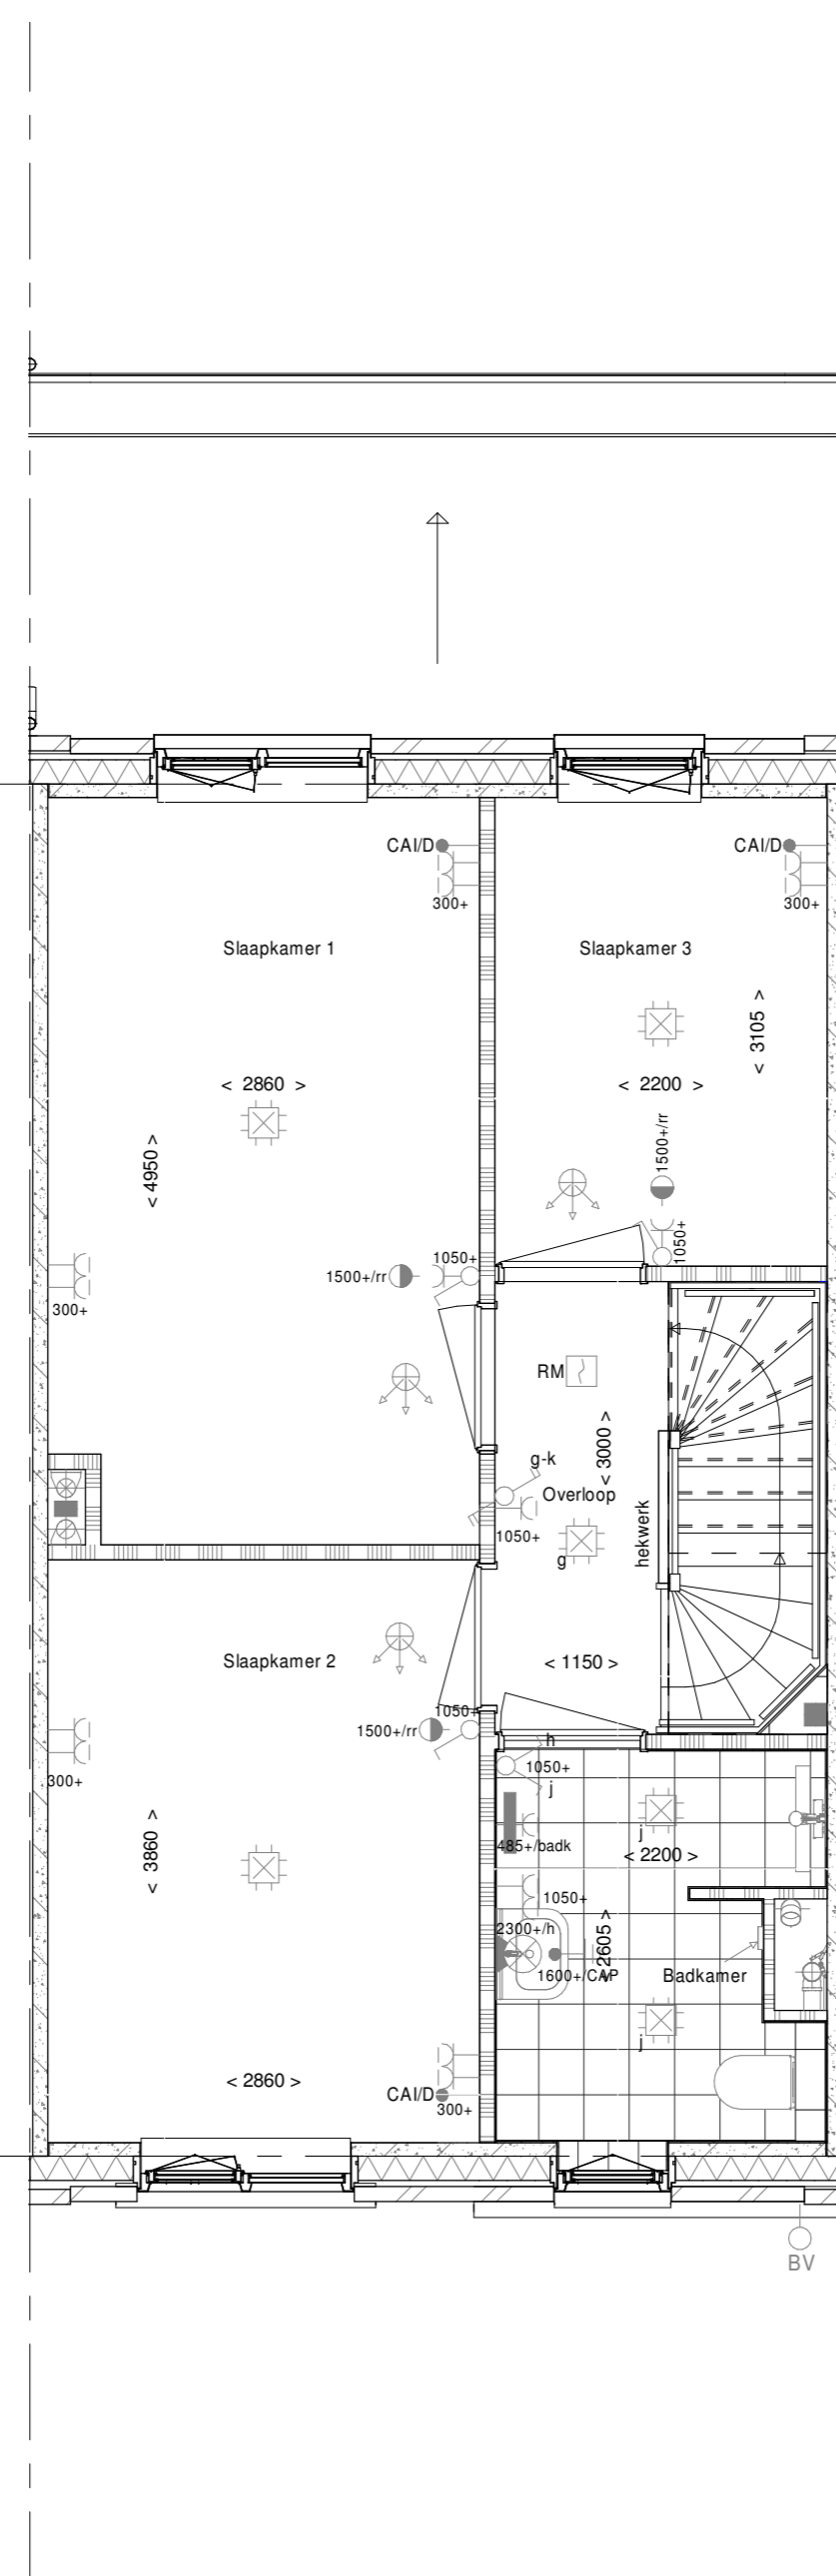 CAI/D
300+
CAI/D
300+
Slaapkamer 1
Slaapkamer 3
< 3105 >
< 2860 >
< 2200 >
< 4950 >
1500+/rr
1050+
1050+
1500+/rr
300+
RM
< 3000 >
g-k
Overloop
1050+
hekwerk
g
Slaapkamer 2
< 1150 >
1050+
1500+/rr
h
1050+
300+
j
j
485+/badk
< 2200 >
< 3860 >
1050+
2300+/h
< 2605 >
1600+/CAP
Badkamer
j
< 2860 >
CAI/D
300+
BV